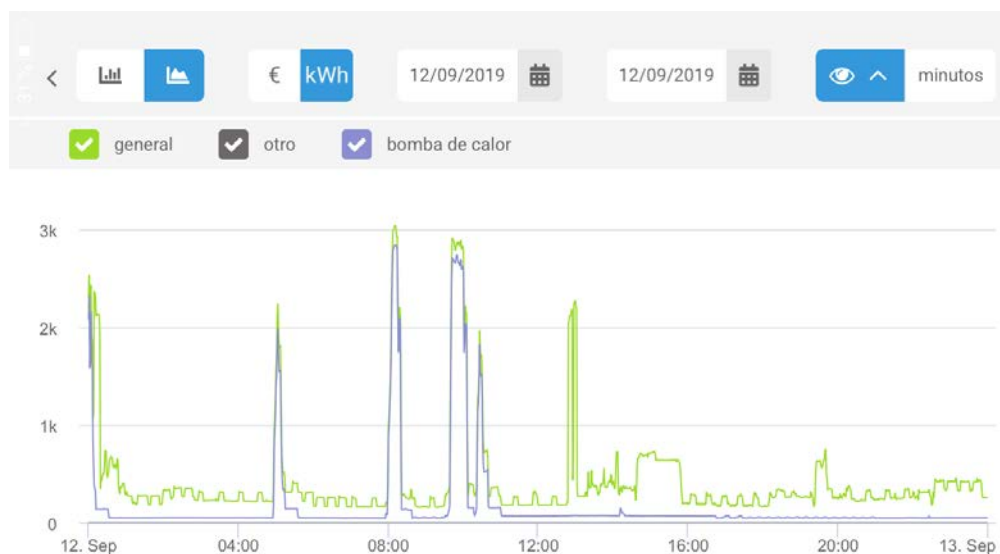 € kWh 12/09/2019 12/09/2019 minutos
general otro bomba de calor
3k
2k
1k
0
12. Sep 04:00 08:00 12:00 16:00 20:00 13. Sep